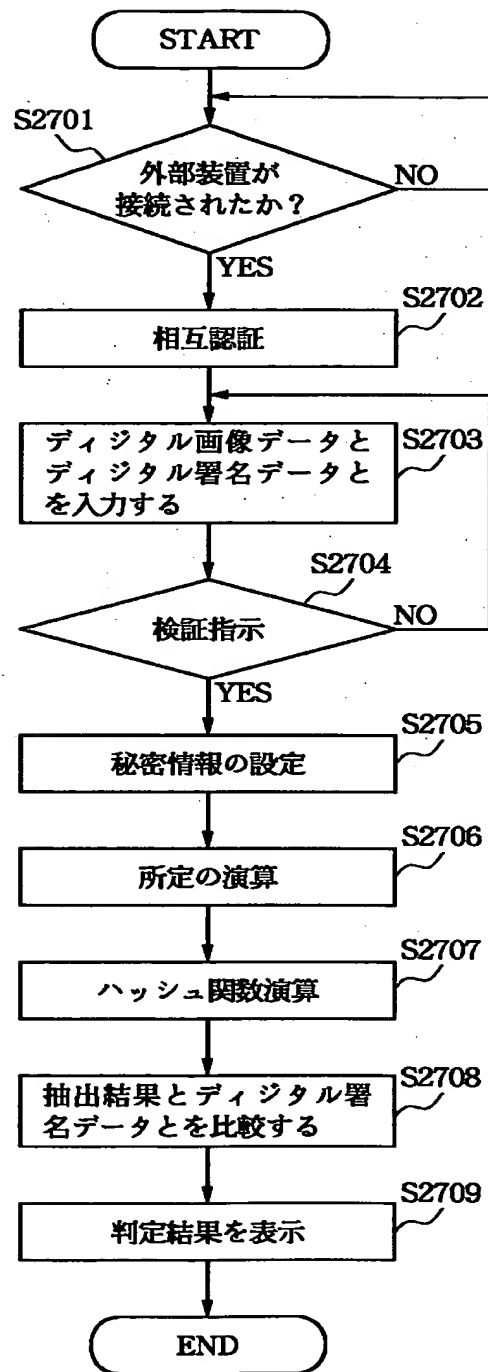 START
S2701
外部装置が
接続されたか？
NO
YES
S2702
相互認証
S2703
ディジタル画像データと
ディジタル署名データと
を入力する
S2704
検証指示
NO
YES
S2705
秘密情報の設定
S2706
所定の演算
S2707
ハッシュ関数演算
S2708
抽出結果とディジタル署
名データとを比較する
S2709
判定結果を表示
END